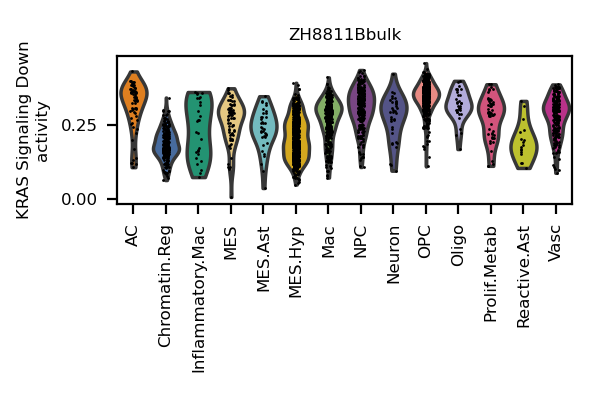 ZH8811Bbulk
KRAS Signaling Down
activity
0.25
0.00
AC
Chromatin.Reg
Inflammatory.Mac
MES
MES.Ast
MES.Hyp
Mac
NPC
Neuron
OPC
Oligo
Prolif.Metab
Reactive.Ast
Vasc